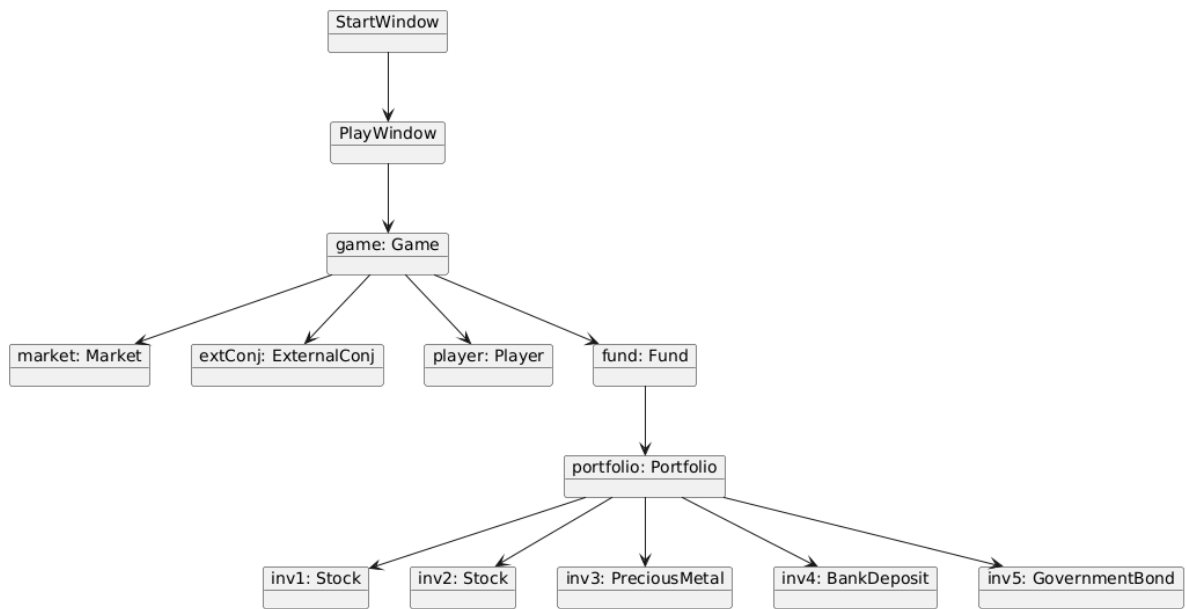 StartWindow
PlayWindow
game: Game
market: Market
extConj: ExternalConj
player: Player
fund: Fund
portfolio: Portfolio
inv1: Stock
inv2: Stock
inv3: PreciousMetal
inv4: BankDeposit
inv5: GovernmentBond